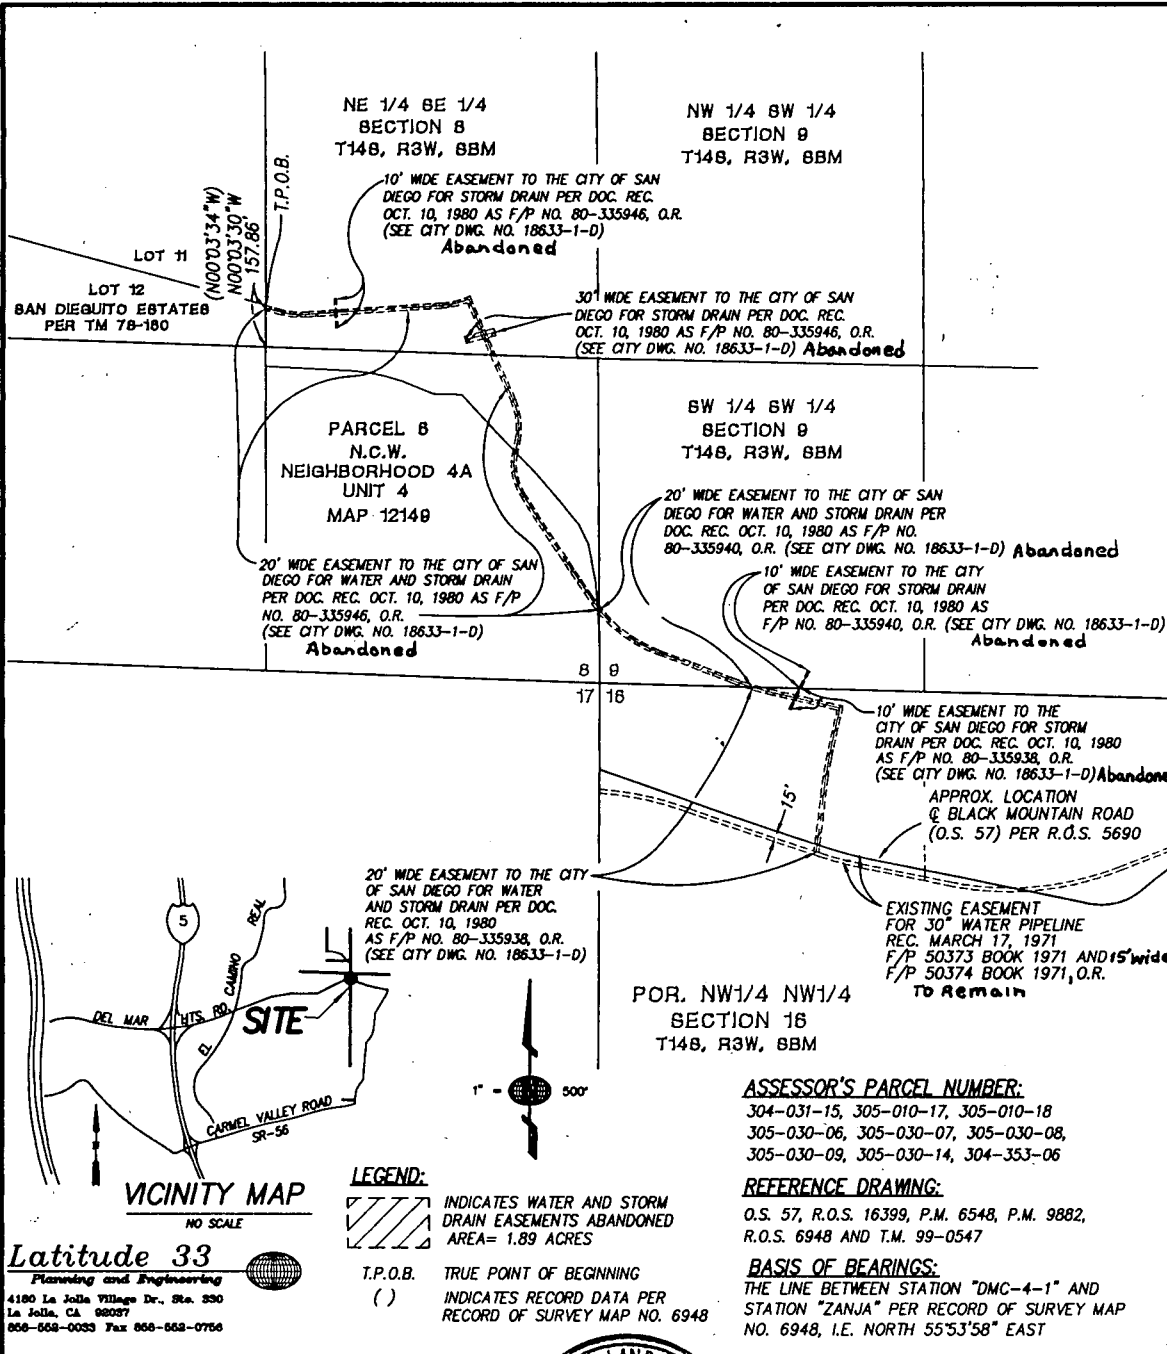 NE 1/4 SE 1/4
SECTION 8
T14S, R3W, SBM
NW 1/4 SW 1/4
SECTION 9
T14S, R3W, SBM
10' WIDE EASEMENT TO THE CITY OF SAN
DIEGO FOR STORM DRAIN PER DOC. REC.
OCT. 10, 1980 AS F/P NO. 80-335946, O.R.
(SEE CITY DWG. NO. 18633-1-D)
Abandoned
T.P.O.B.
(N00°03'34"W)
N00°03'30"W
157.86'
LOT 11
LOT 12
SAN DIEGUITO ESTATES
PER TM 78-180
30' WIDE EASEMENT TO THE CITY OF SAN
DIEGO FOR STORM DRAIN PER DOC. REC.
OCT. 10, 1980 AS F/P NO. 80-335946, O.R.
(SEE CITY DWG. NO. 18633-1-D) Abandoned
PARCEL 8
N.C.W.
NEIGHBORHOOD 4A
UNIT 4
MAP 12149
SW 1/4 SW 1/4
SECTION 9
T14S, R3W, SBM
20' WIDE EASEMENT TO THE CITY OF SAN
DIEGO FOR WATER AND STORM DRAIN PER
DOC. REC. OCT. 10, 1980 AS F/P NO.
80-335940, O.R. (SEE CITY DWG. NO. 18633-1-D) Abandoned
20' WIDE EASEMENT TO THE CITY OF SAN
DIEGO FOR WATER AND STORM DRAIN
PER DOC. REC. OCT. 10, 1980 AS F/P
NO. 80-335946, O.R.
(SEE CITY DWG. NO. 18633-1-D)
Abandoned
10' WIDE EASEMENT TO THE CITY
OF SAN DIEGO FOR STORM DRAIN
PER DOC. REC. OCT. 10, 1980 AS
F/P NO. 80-335940, O.R. (SEE CITY DWG. NO. 18633-1-D)
Abandoned
8 9
17 16
10' WIDE EASEMENT TO THE
CITY OF SAN DIEGO FOR STORM
DRAIN PER DOC. REC. OCT. 10, 1980
AS F/P NO. 80-335938, O.R.
(SEE CITY DWG. NO. 18633-1-D) Abandone
15'
APPROX. LOCATION
℄ BLACK MOUNTAIN ROAD
(O.S. 57) PER R.O.S. 5690
20' WIDE EASEMENT TO THE CITY
OF SAN DIEGO FOR WATER
AND STORM DRAIN PER DOC.
REC. OCT. 10, 1980
AS F/P NO. 80-335938, O.R.
(SEE CITY DWG. NO. 18633-1-D)
EXISTING EASEMENT
FOR 30" WATER PIPELINE
REC. MARCH 17, 1971
F/P 50373 BOOK 1971 AND 15' wide
F/P 50374 BOOK 1971, O.R.
To Remain
POR. NW1/4 NW1/4
SECTION 16
T14S, R3W, SBM
5
EL CAMINO REAL
DEL MAR HTS. RD.
SITE
CARMEL VALLEY ROAD
SR-56
VICINITY MAP
NO SCALE
1" = 500'
LEGEND:
INDICATES WATER AND STORM
DRAIN EASEMENTS ABANDONED
AREA= 1.89 ACRES
T.P.O.B. TRUE POINT OF BEGINNING
( ) INDICATES RECORD DATA PER
RECORD OF SURVEY MAP NO. 6948
ASSESSOR'S PARCEL NUMBER:
304-031-15, 305-010-17, 305-010-18
305-030-06, 305-030-07, 305-030-08,
305-030-09, 305-030-14, 304-353-06
REFERENCE DRAWING:
O.S. 57, R.O.S. 16399, P.M. 6548, P.M. 9882,
R.O.S. 6948 AND T.M. 99-0547
BASIS OF BEARINGS:
THE LINE BETWEEN STATION "DMC-4-1" AND
STATION "ZANJA" PER RECORD OF SURVEY MAP
NO. 6948, I.E. NORTH 55°53'58" EAST
Latitude 33
Planning and Engineering
4180 La Jolla Village Dr., Ste. 330
La Jolla, CA 92037
858-552-0033 Fax 858-552-0756
LAND